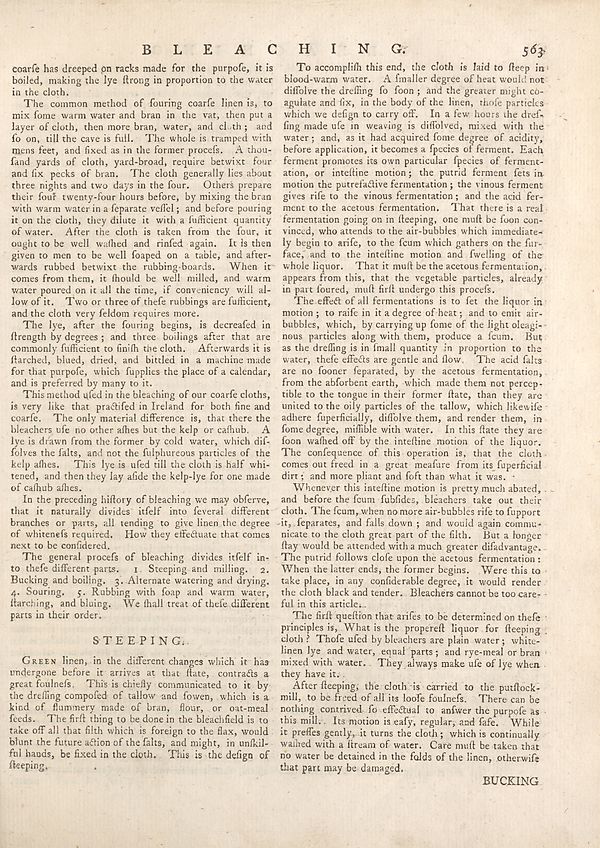 BLEACHING.
563
coarſe has dreeped on racks made for the purpoſe, it is
boiled, making the lye ſtrong in proportion to the water
in the cloth.
The common method of ſouring coarſe linen is, to
mix ſome warm water and bran in the vat, then put a
layer of cloth, then more bran, water, and cloth; and
ſo on, till the cave is full. The whole is tramped with
mens feet, and fixed as in the former proceſs. A thou-
ſand yards of cloth, yard-broad, require betwixt four
and ſix pecks of bran. The cloth generally lies about
three nights and two days in the ſour. Others prepare
their ſour twenty-four hours before, by mixing the bran
with warm water in a ſeparate veſſel; and before pouring
it on the cloth, they dilute it with a ſufficient quantity
of water. After the cloth is taken from the ſour, it
ought to be well waſhed and rinſed again. It is then
given to men to be well ſoaped on a table, and after-
wards rubbed betwixt the rubbing-boards. When it
comes from them, it ſhould be well milled, and warm
water poured on it all the time, if conveniency will al-
low of it. Two or three of theſe rubbings are ſufficient,
and the cloth very ſeldom requires more.
The lye, after the ſouring begins, is decreaſed in
ſtrength by degrees; and three boilings after that are
commonly ſufficient to finiſh the cloth. Afterwards it is
ſtarched, blued, dried, and bittled in a machine made
for that purpoſe, which ſupplies the place of a calendar,
and is preferred by many to it.
This method uſed in the bleaching of our coarſe cloths,
is very like that practiſed in Ireland for both fine and
coarſe. The only material difference is, that there the
bleachers uſe no other aſhes but the kelp or caſhub. A
lye is drawn from the former by cold water, which diſ-
ſolves the ſalts, and not the ſulphureous particles of the
kelp aſhes. This lye is uſed till the cloth is half whi-
tened, and then they lay aſide the kelp-lye for one made
of caſhub aſhes.
In the preceding hiſtory of bleaching we may obſerve,
that it naturally divides itſelf into ſeveral different
branches or parts, all tending to give linen the degree
of whiteneſs required. How they effectuate that comes
next to be conſidered.
The general proceſs of bleaching divides itſelf in-
to theſe different parts. 1. Steeping and milling. 2.
Bucking and boiling. 3. Alternate watering and drying.
4. Souring. 5. Rubbing with ſoap and warm water,
ſtarching, and bluing. We ſhall treat of theſe different
parts in their order.
STEEPING.
GREEN linen, in the different changes which it has
undergone before it arrives at that ſtate, contracts a
great foulneſs. This is chiefly communicated to it by
the dreſſing compoſed of tallow and ſowen, which is a
kind of flummery made of bran, flour, or oat-meal
ſeeds. The firſt thing to be done in the bleachfield is to
take off all that filth which is foreign to the flax, would
blunt the future action of the ſalts, and might, in unſkil-
ful hands, be fixed in the cloth. This is the deſign of
ſteeping.
To accompliſh this end, the cloth is laid to ſteep in
blood-warm water. A ſmaller degree of heat would not
diſſolve the dreſſing ſo ſoon; and the greater might co-
agulate and fix, in the body of the linen, thoſe particles
which we deſign to carry off. In a few hours the dreſ-
ſing made uſe in weaving is diſſolved, mixed with the
water; and, as it had acquired ſome degree of acidity,
before application, it becomes a ſpecies of ferment. Each
ferment promotes its own particular ſpecies of ferment-
ation, or inteſtine motion; the putrid ferment ſets in
motion the putrefactive fermentation; the vinous ferment
gives riſe to the vinous fermentation; and the acid fer-
ment to the acetous fermentation. That there is a real
fermentation going on in ſteeping, one muſt be ſoon con-
vinced, who attends to the air-bubbles which immediate-
ly begin to ariſe, to the ſcum which gathers on the ſur-
face, and to the inteſtine motion and ſwelling of the
whole liquor. That it muſt be the acetous fermentation,
appears from this, that the vegetable particles, already
in part ſoured, muſt firſt undergo this proceſs.
The effect of all fermentations is to ſet the liquor in
motion; to raiſe in it a degree of heat; and to emit air-
bubbles, which, by carrying up ſome of the light oleagi-
nous particles along with them, produce a ſcum. But
as the dreſſing is in ſmall quantity in proportion to the
water, theſe effects are gentle and ſlow. The acid ſalts
are no ſooner ſeparated, by the acetous fermentation,
from the abſorbent earth, which made them not percep-
tible to the tongue in their former ſtate, than they are
united to the oily particles of the tallow, which likewiſe
adhere ſuperficially, diſſolve them, and render them, in
ſome degree, miſſible with water. In this ſtate they are
ſoon waſhed off by the inteſtine motion of the liquor.
The conſequence of this operation is, that the cloth
comes out freed in a great meaſure from its ſuperficial
dirt; and more pliant and ſoft than what it was.
Whenever this inteſtine motion is pretty much abated,
and before the ſcum ſubſides, bleachers take out their
cloth. The ſcum, when no more air-bubbles riſe to ſupport
it, ſeparates, and falls down; and would again commu-
nicate to the cloth great part of the filth. But a longer
ſtay would be attended with a much greater diſadvantage.
The putrid follows cloſe upon the acetous fermentation:
When the latter ends, the former begins. Were this to
take place, in any conſiderable degree, it would render
the cloth black and tender. Bleachers cannot be too care-
ful in this article.
The firſt queſtion that ariſes to be determined on theſe
principles is, What is the propereſt liquor for ſteeping
cloth? Thoſe uſed by bleachers are plain water; white-
linen lye and water, equal parts; and rye-meal or bran
mixed with water. They always make uſe of lye when
they have it.
After ſteeping, the cloth is carried to the putſtock-
mill, to be freed of all its looſe foulneſs. There can be
nothing contrived ſo effectual to anſwer the purpoſe as
this mill. Its motion is eaſy, regular, and ſafe. While
it preſſes gently, it turns the cloth; which is continually
waſhed with a ſtream of water. Care muſt be taken that
no water be detained in the folds of the linen, otherwiſe
that part may be damaged.
BUCKING